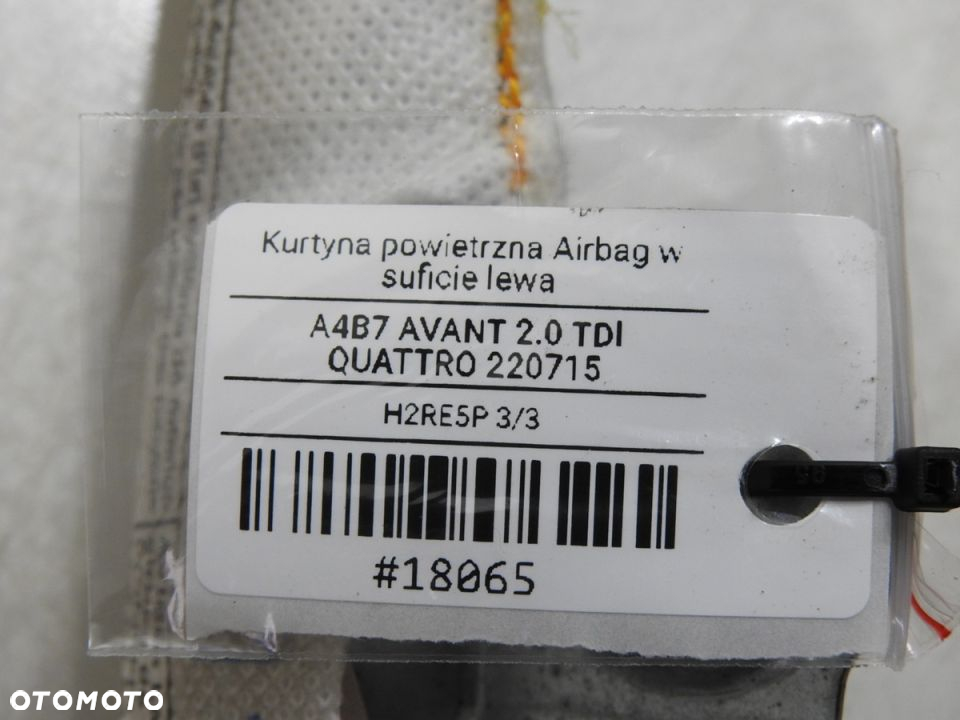 Kurtyna powietrzna Airbag w
suficie lewa
A4B7 AVANT 2.0 TDI
QUATTRO 220715
H2RE5P 3/3
#18065
OTOMOTO